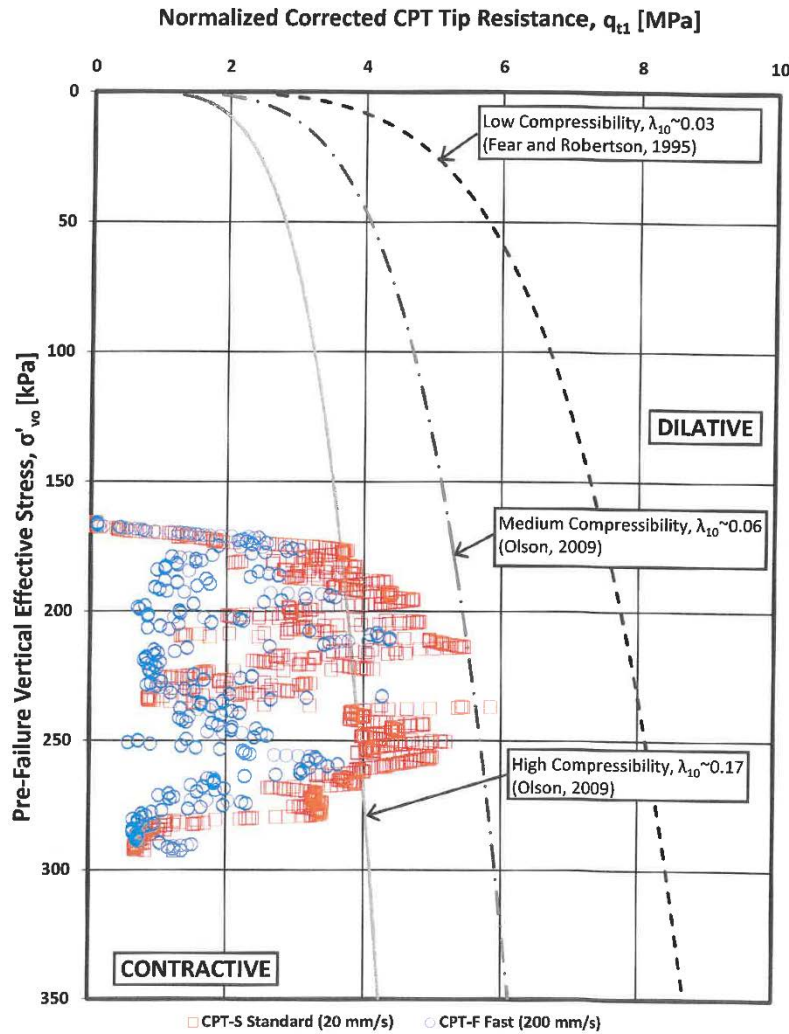 Normalized Corrected CPT Tip Resistance, qt1 [MPa]
0 2 4 6 8 10
0
50
100
150
200
250
300
350
Pre-Failure Vertical Effective Stress, σ'vo [kPa]
Low Compressibility, λ10~0.03
(Fear and Robertson, 1995)
DILATIVE
Medium Compressibility, λ10~0.06
(Olson, 2009)
High Compressibility, λ10~0.17
(Olson, 2009)
CONTRACTIVE
CPT-S Standard (20 mm/s) CPT-F Fast (200 mm/s)